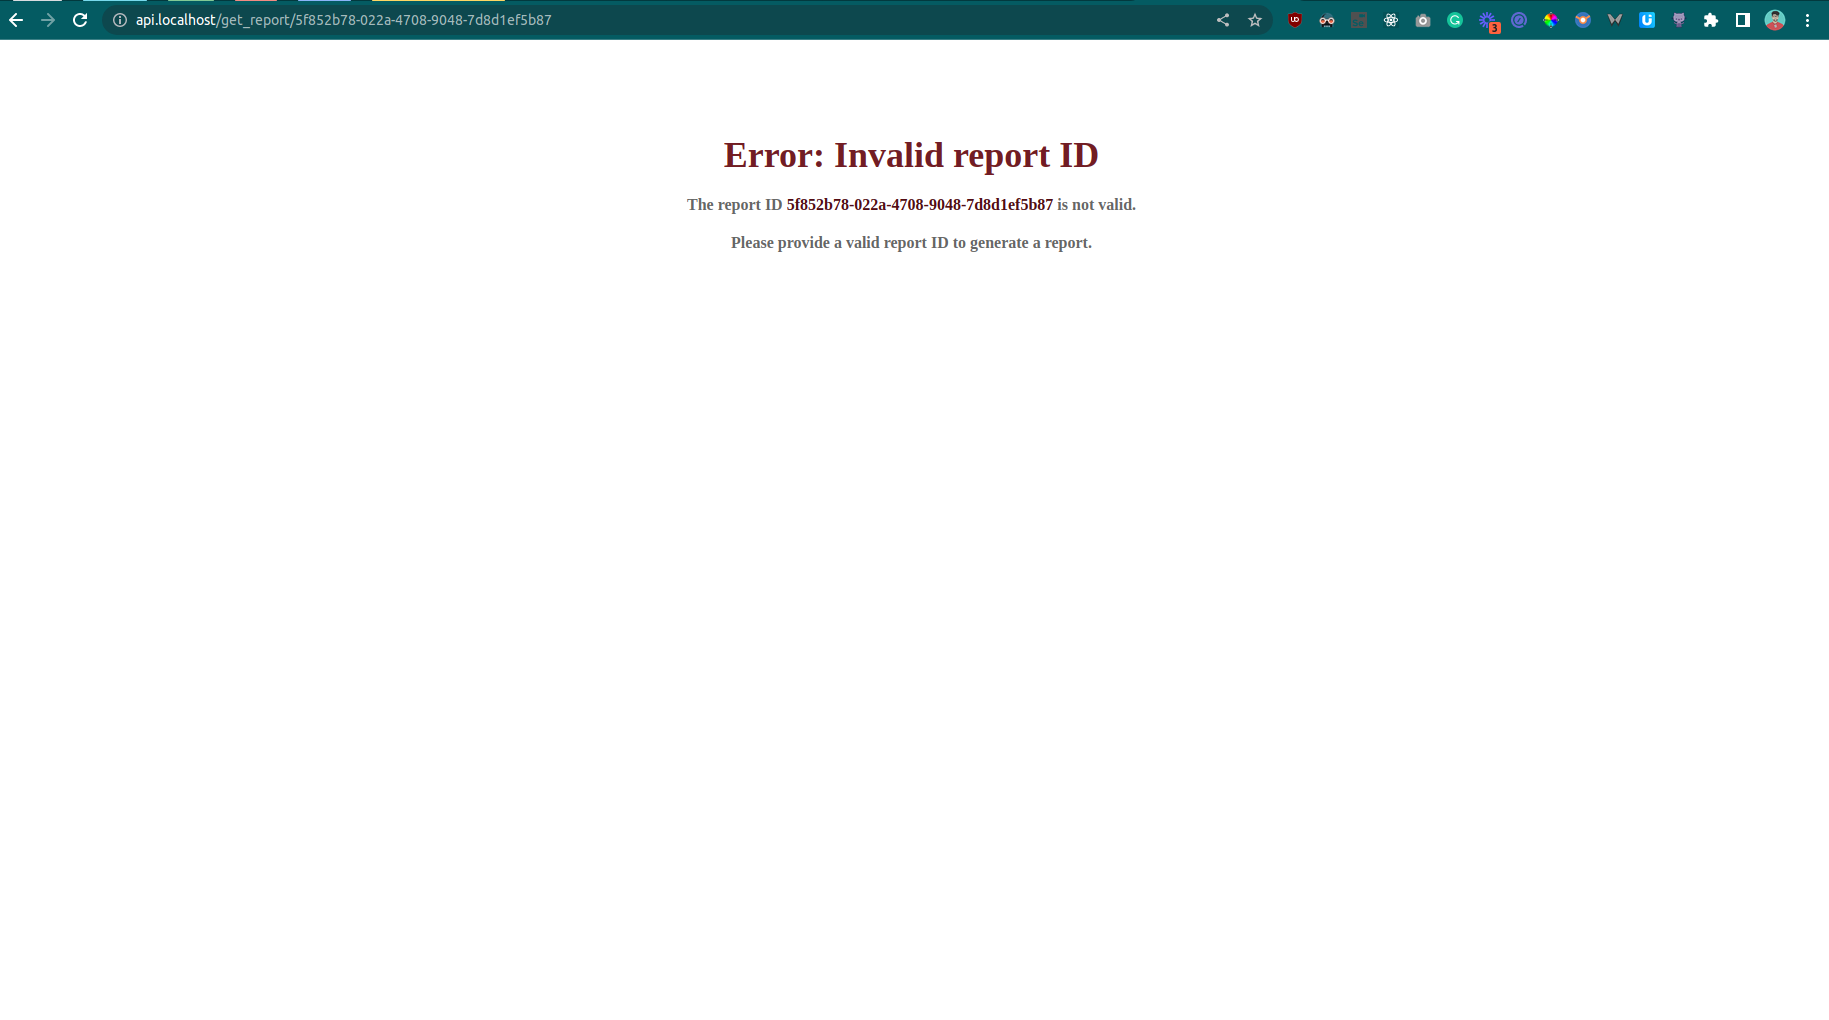 api.localhost/get_report/5f852b78-022a-4708-9048-7d8d1ef5b87
3
Error: Invalid report ID
The report ID 5f852b78-022a-4708-9048-7d8d1ef5b87 is not valid.
Please provide a valid report ID to generate a report.